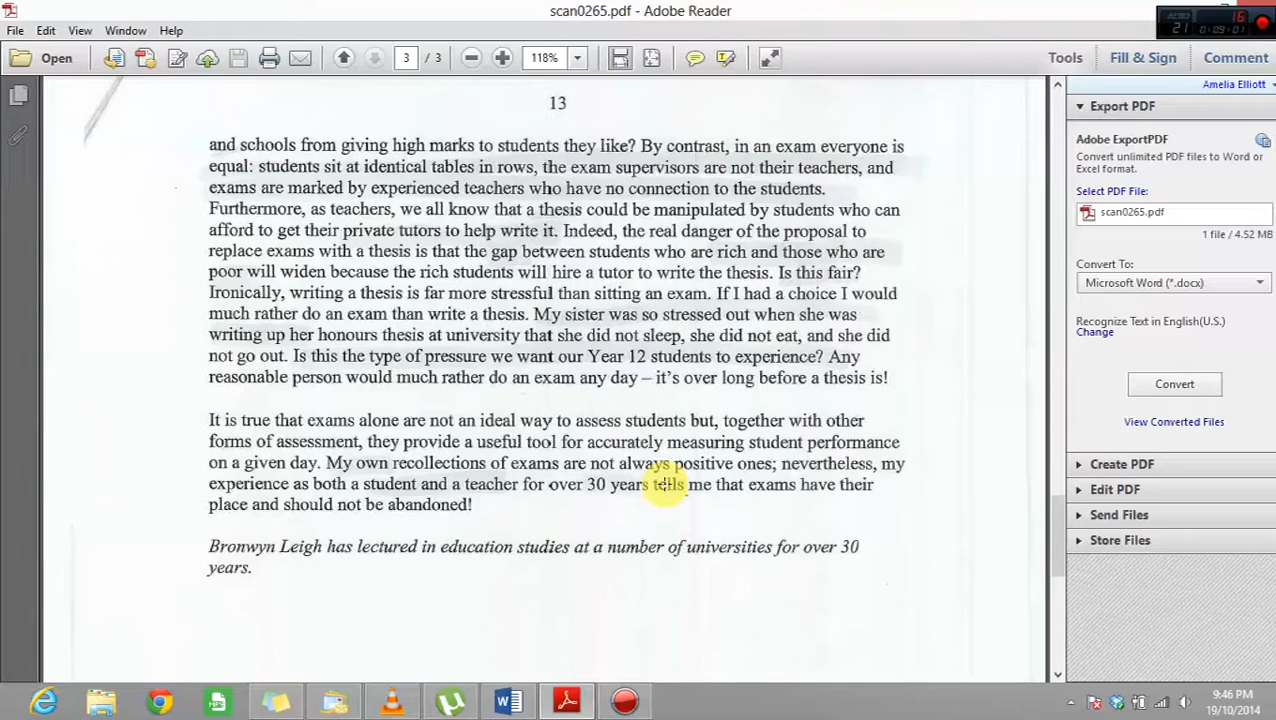 scan0265.pdf - Adobe Reader
16
21
0:09:01
File Edit View Window Help
Open 3 / 3 118% Tools Fill & Sign Comment
Amelia Elliott
Export PDF
Adobe ExportPDF
Convert unlimited PDF files to Word or
Excel format.
Select PDF File:
scan0265.pdf
1 file / 4.52 MB
Convert To:
Microsoft Word (*.docx)
Recognize Text in English(U.S.)
Change
Convert
View Converted Files
Create PDF
Edit PDF
Send Files
Store Files
13
and schools from giving high marks to students they like? By contrast, in an exam everyone is
equal: students sit at identical tables in rows, the exam supervisors are not their teachers, and
exams are marked by experienced teachers who have no connection to the students.
Furthermore, as teachers, we all know that a thesis could be manipulated by students who can
afford to get their private tutors to help write it. Indeed, the real danger of the proposal to
replace exams with a thesis is that the gap between students who are rich and those who are
poor will widen because the rich students will hire a tutor to write the thesis. Is this fair?
Ironically, writing a thesis is far more stressful than sitting an exam. If I had a choice I would
much rather do an exam than write a thesis. My sister was so stressed out when she was
writing up her honours thesis at university that she did not sleep, she did not eat, and she did
not go out. Is this the type of pressure we want our Year 12 students to experience? Any
reasonable person would much rather do an exam any day – it's over long before a thesis is!
It is true that exams alone are not an ideal way to assess students but, together with other
forms of assessment, they provide a useful tool for accurately measuring student performance
on a given day. My own recollections of exams are not always positive ones; nevertheless, my
experience as both a student and a teacher for over 30 years tells me that exams have their
place and should not be abandoned!
Bronwyn Leigh has lectured in education studies at a number of universities for over 30
years.
9:46 PM
19/10/2014